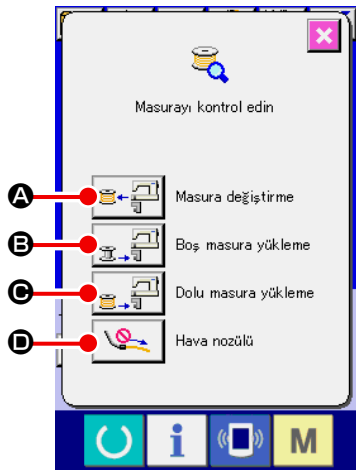 Masurayı kontrol edin
A Masura değiştirme
B Boş masura yükleme
C Dolu masura yükleme
D Hava nozülü
i M